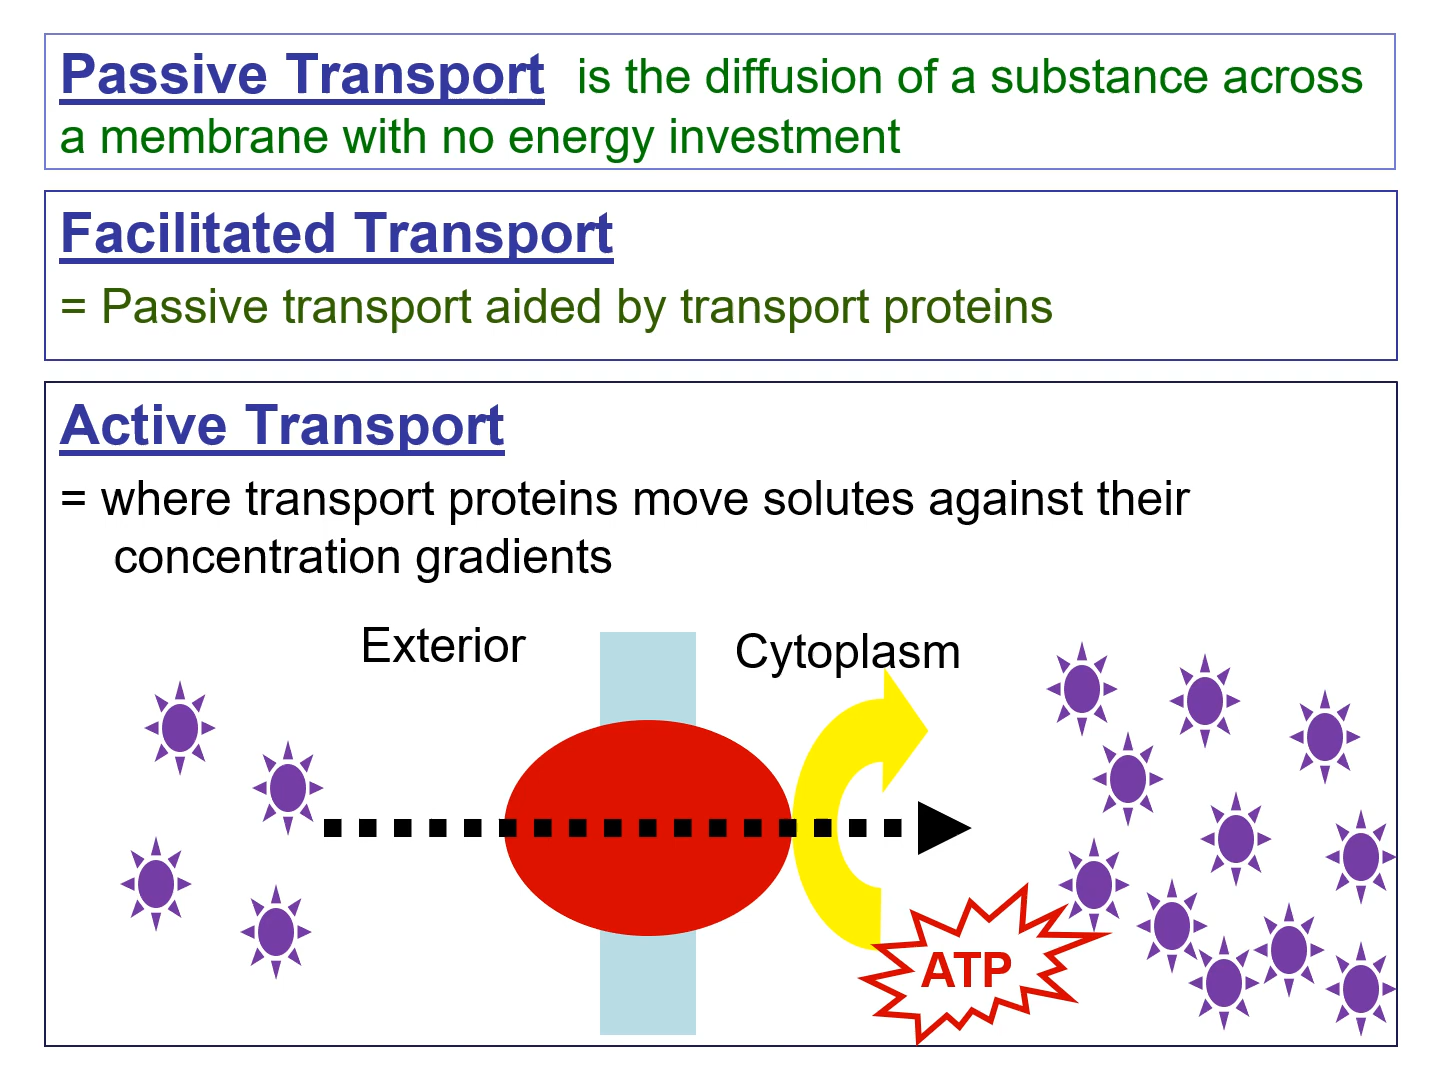 Passive Transport is the diffusion of a substance across
a membrane with no energy investment
Facilitated Transport
= Passive transport aided by transport proteins
Active Transport
= where transport proteins move solutes against their
concentration gradients
Exterior
Cytoplasm
ATP